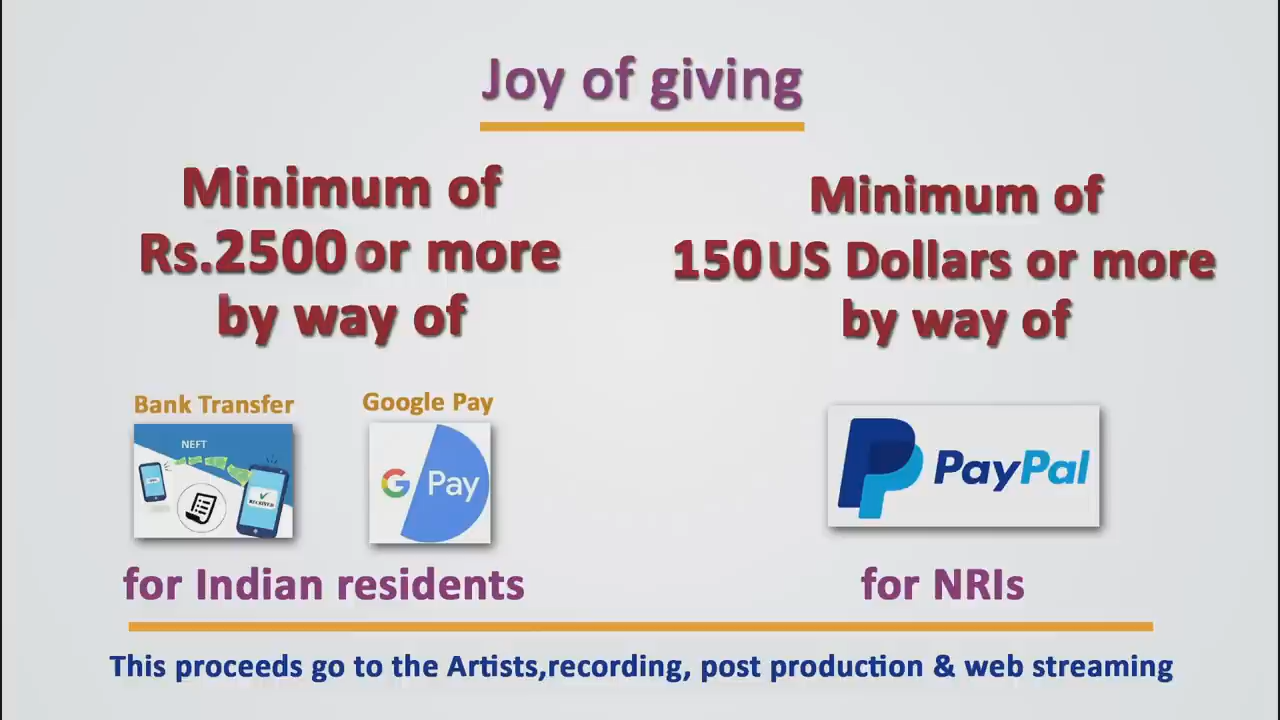 Joy of giving
Minimum of
Rs.2500 or more
by way of
Bank Transfer
Google Pay
NEFT
RECEIVED
G Pay
for Indian residents
Minimum of
150 US Dollars or more
by way of
PayPal
for NRIs
This proceeds go to the Artists,recording, post production & web streaming